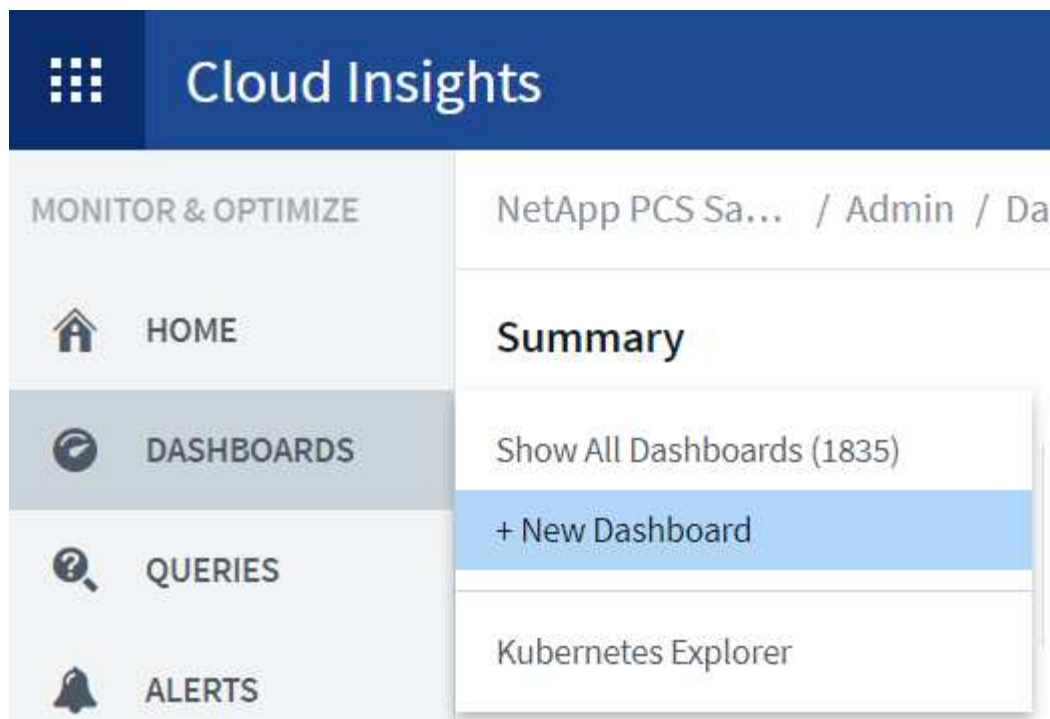 Cloud Insights
MONITOR & OPTIMIZE
NetApp PCS Sa... / Admin / Da
HOME
Summary
DASHBOARDS
Show All Dashboards (1835)
+ New Dashboard
QUERIES
Kubernetes Explorer
ALERTS